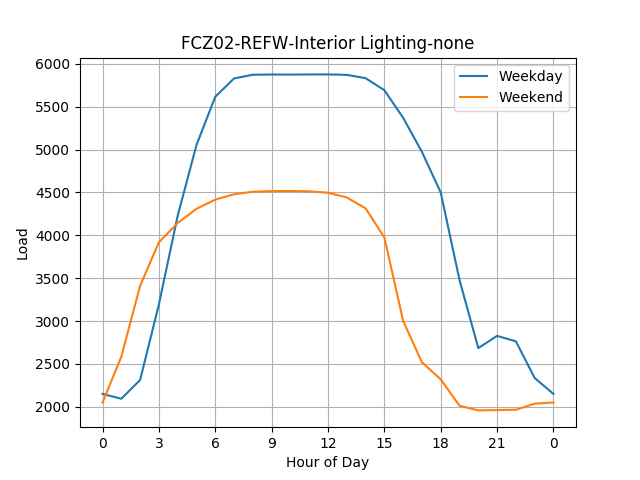 FCZ02-REFW-Interior Lighting-none
Weekday
Weekend
Load
6000
5500
5000
4500
4000
3500
3000
2500
2000
0 3 6 9 12 15 18 21 0
Hour of Day